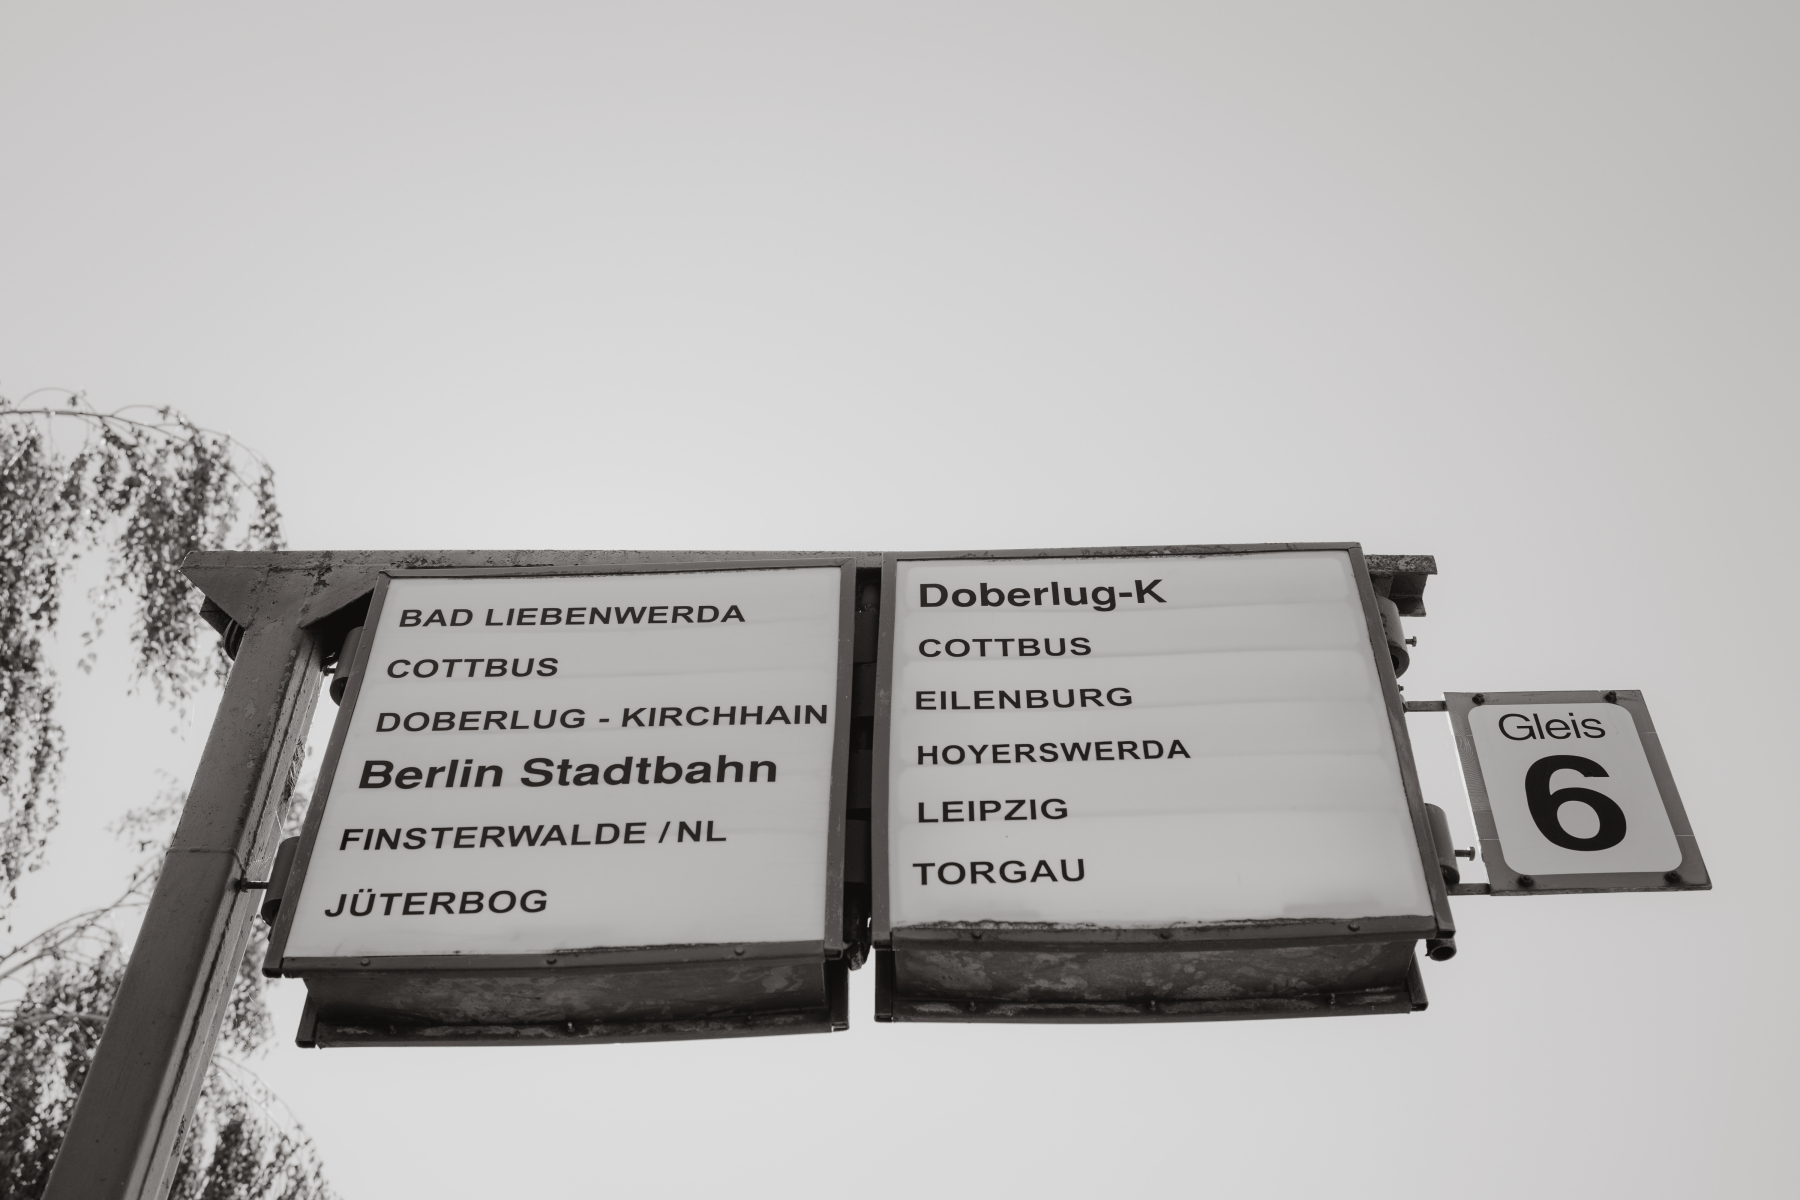 BAD LIEBENWERDA
COTTBUS
DOBERLUG - KIRCHHAIN
Berlin Stadtbahn
FINSTERWALDE / NL
JÜTERBOG
Doberlug-K
COTTBUS
EILENBURG
HOYERSWERDA
LEIPZIG
TORGAU
Gleis
6